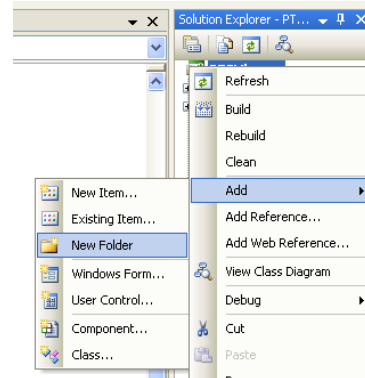 Solution Explorer - PT...
Refresh
Build
Rebuild
Clean
Add
Add Reference...
Add Web Reference...
View Class Diagram
Debug
Cut
Paste
New Item...
Existing Item...
New Folder
Windows Form...
User Control...
Component...
Class...